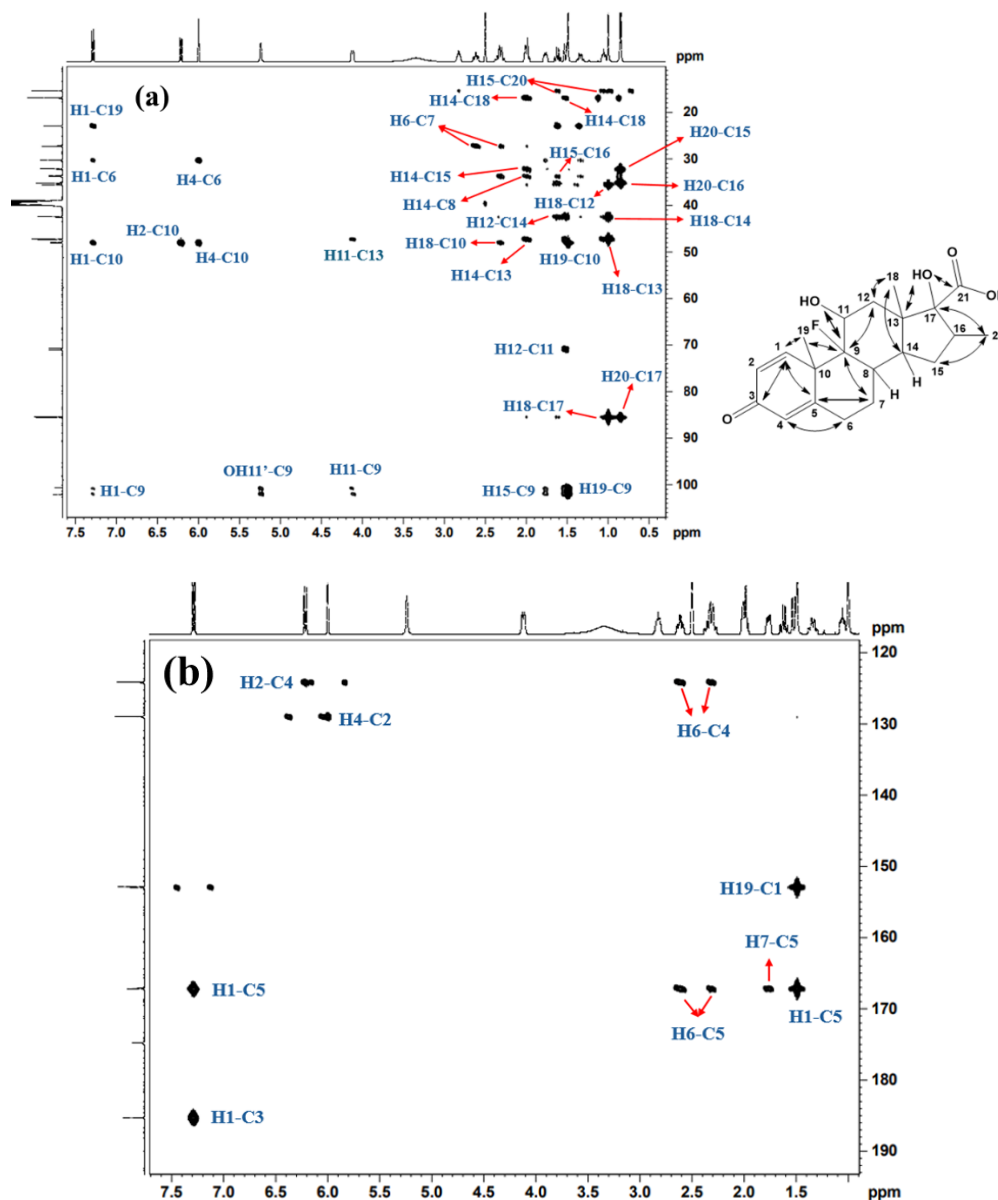 (a)
ppm
H15-C20
H14-C18
H1-C19
H14-C18
H6-C7
H20-C15
H15-C16
H1-C6
H4-C6
H14-C15
H20-C16
H14-C8
H18-C12
H12-C14
H18-C14
H2-C10
H18-C10
H1-C10
H4-C10
H11-C13
H19-C10
H14-C13
H18-C13
H12-C11
H20-C17
H18-C17
OH11'-C9
H11-C9
H1-C9
H15-C9
H19-C9
20
30
40
50
60
70
80
90
100
7.5 7.0 6.5 6.0 5.5 5.0 4.5 4.0 3.5 3.0 2.5 2.0 1.5 1.0 0.5
ppm
18 HO O
12 21
HO 11 17
13 16
F
19
1 9 14
2 10 8 15
H
3 5 7 H
O 4 6
(b)
ppm
120
H2-C4
H4-C2
H6-C4
130
140
150
H19-C1
H7-C5
160
H1-C5
170
H6-C5
H1-C5
180
H1-C3
190
7.5 7.0 6.5 6.0 5.5 5.0 4.5 4.0 3.5 3.0 2.5 2.0 1.5
ppm